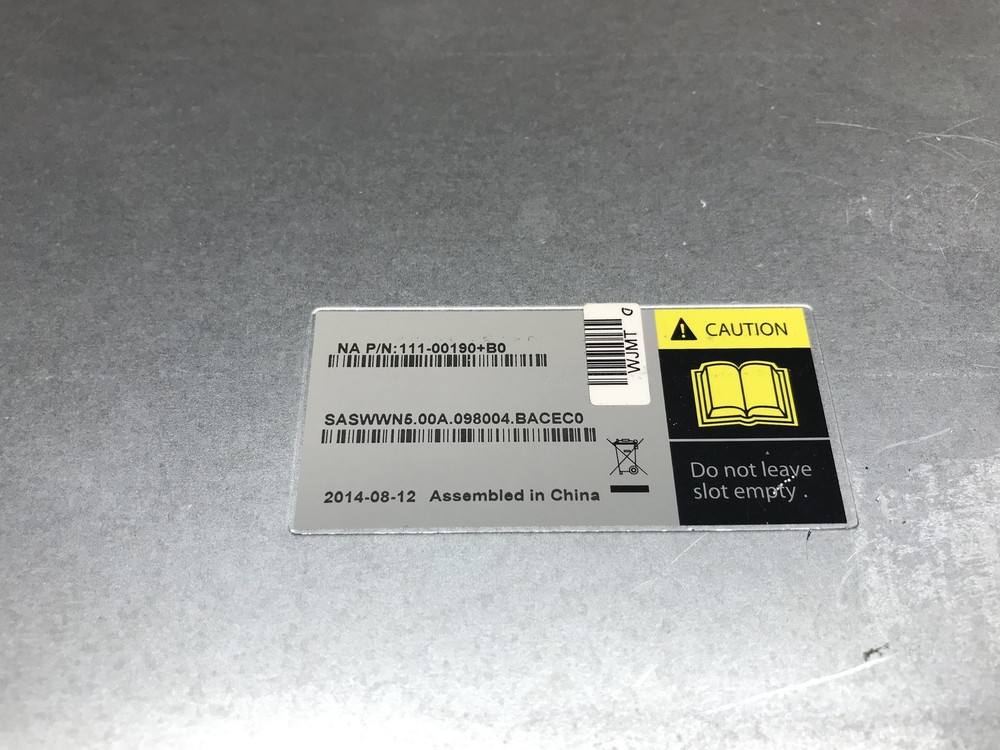 NA P/N:111-00190+B0
SASWWN5.00A.098004.BACEC0
2014-08-12 Assembled in China
WJMT
D
CAUTION
Do not leave
slot empty .